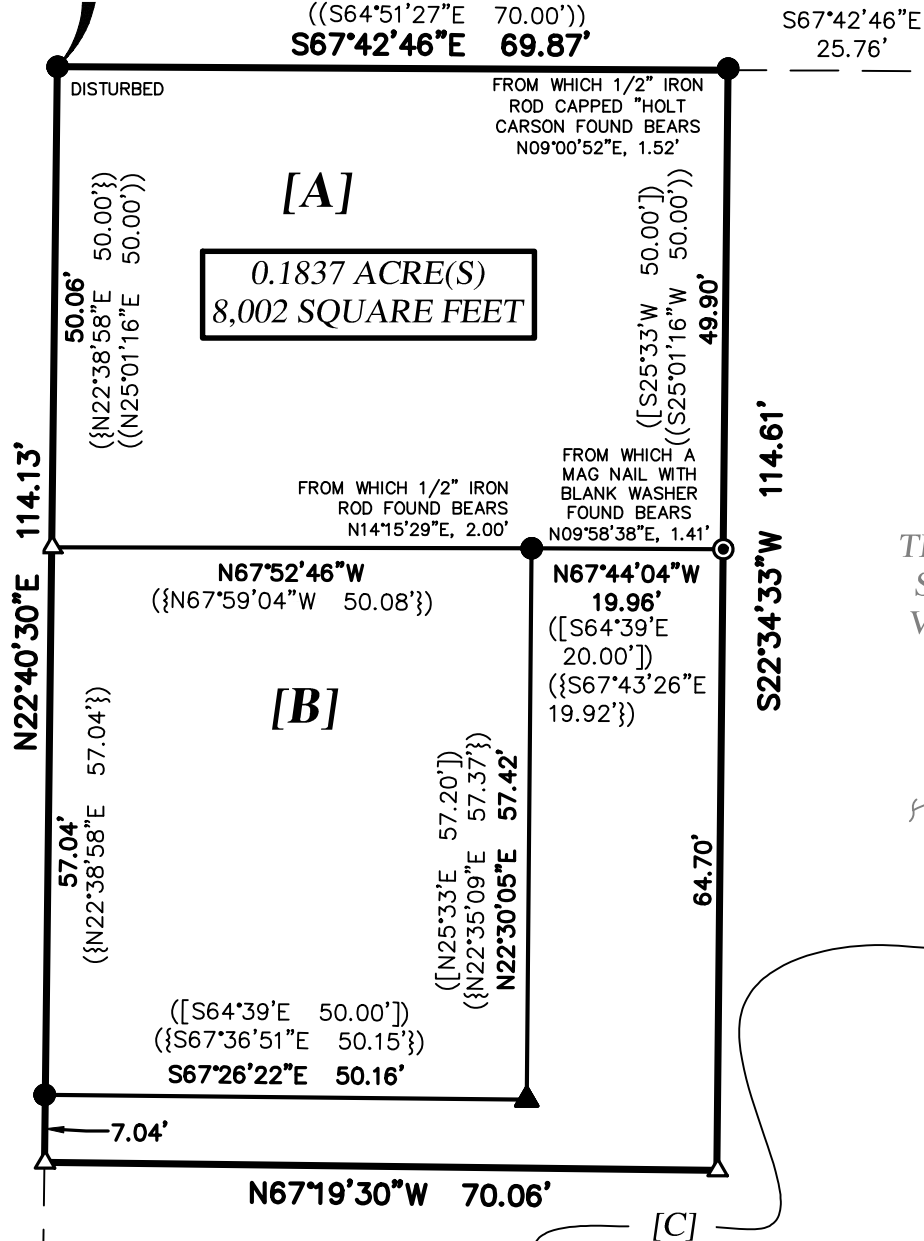 ((S64°51'27"E 70.00'))
S67°42'46"E 69.87'
S67°42'46"E
25.76'
DISTURBED
FROM WHICH 1/2" IRON
ROD CAPPED "HOLT
CARSON FOUND BEARS
N09°00'52"E, 1.52'
[A]
0.1837 ACRE(S)
8,002 SQUARE FEET
50.06'
({N22°38'58"E 50.00'})
((N25°01'16"E 50.00'))
([S25°33'W 50.00'])
((S25°01'16"W 50.00'))
49.90'
N22°40'30"E 114.13'
S22°34'33"W 114.61'
FROM WHICH 1/2" IRON
ROD FOUND BEARS
N14°15'29"E, 2.00'
FROM WHICH A
MAG NAIL WITH
BLANK WASHER
FOUND BEARS
N09°58'38"E, 1.41'
N67°52'46"W
({N67°59'04"W 50.08'})
N67°44'04"W
19.96'
([S64°39'E
20.00'])
({S67°43'26"E
19.92'})
[B]
57.04'
({N22°38'58"E 57.04'})
([N25°33'E 57.20'])
({N22°35'09"E 57.37'})
N22°30'05"E 57.42'
64.70'
([S64°39'E 50.00'])
({S67°36'51"E 50.15'})
S67°26'22"E 50.16'
7.04'
N67°19'30"W 70.06'
[C]